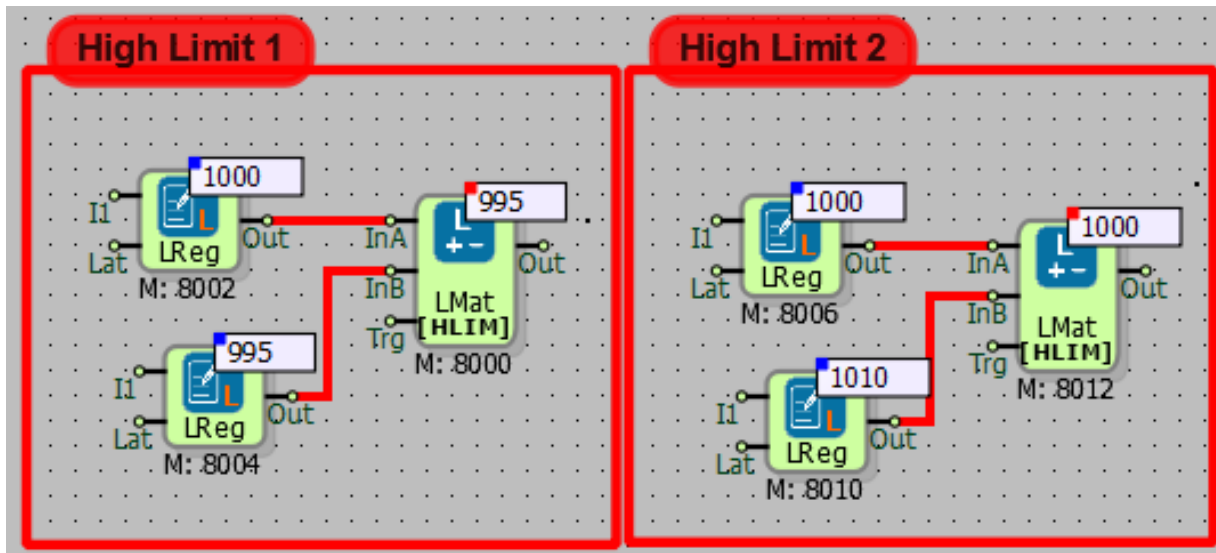 High Limit 1
1000
I1
Lat
Out
LReg
M: 8002
995
I1
Lat
Out
LReg
M: 8004
995
InA
InB
Trg
Out
LMat
[HLIM]
M: 8000
High Limit 2
1000
I1
Lat
Out
LReg
M: 8006
1010
I1
Lat
Out
LReg
M: 8010
1000
InA
InB
Trg
Out
LMat
[HLIM]
M: 8012